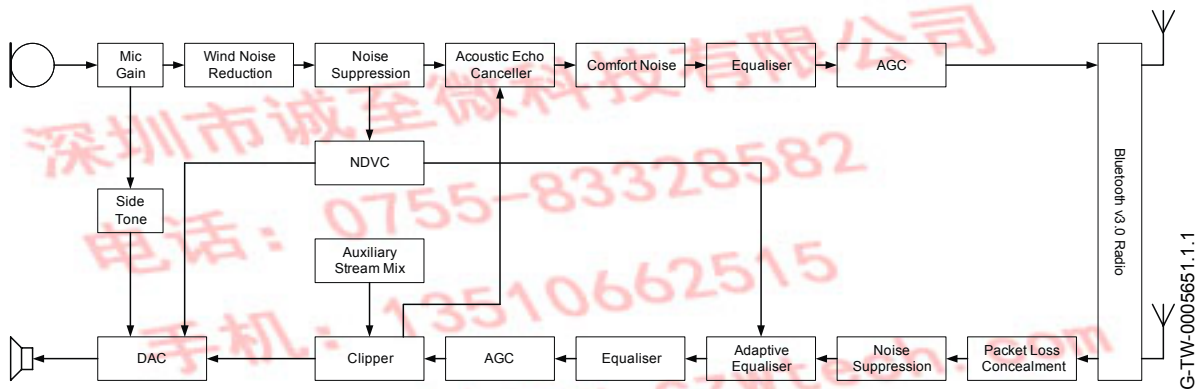 Mic
Gain
Wind Noise
Reduction
Noise
Suppression
Acoustic Echo
Canceller
Comfort Noise
Equaliser
AGC
Bluetooth v3.0 Radio
NDVC
Side
Tone
Auxiliary
Stream Mix
DAC
Clipper
AGC
Equaliser
Adaptive
Equaliser
Noise
Suppression
Packet Loss
Concealment
G-TW-0005651.1.1
深圳市诚至微科技有限公司
电话：0755-83328582
手机：13510662515